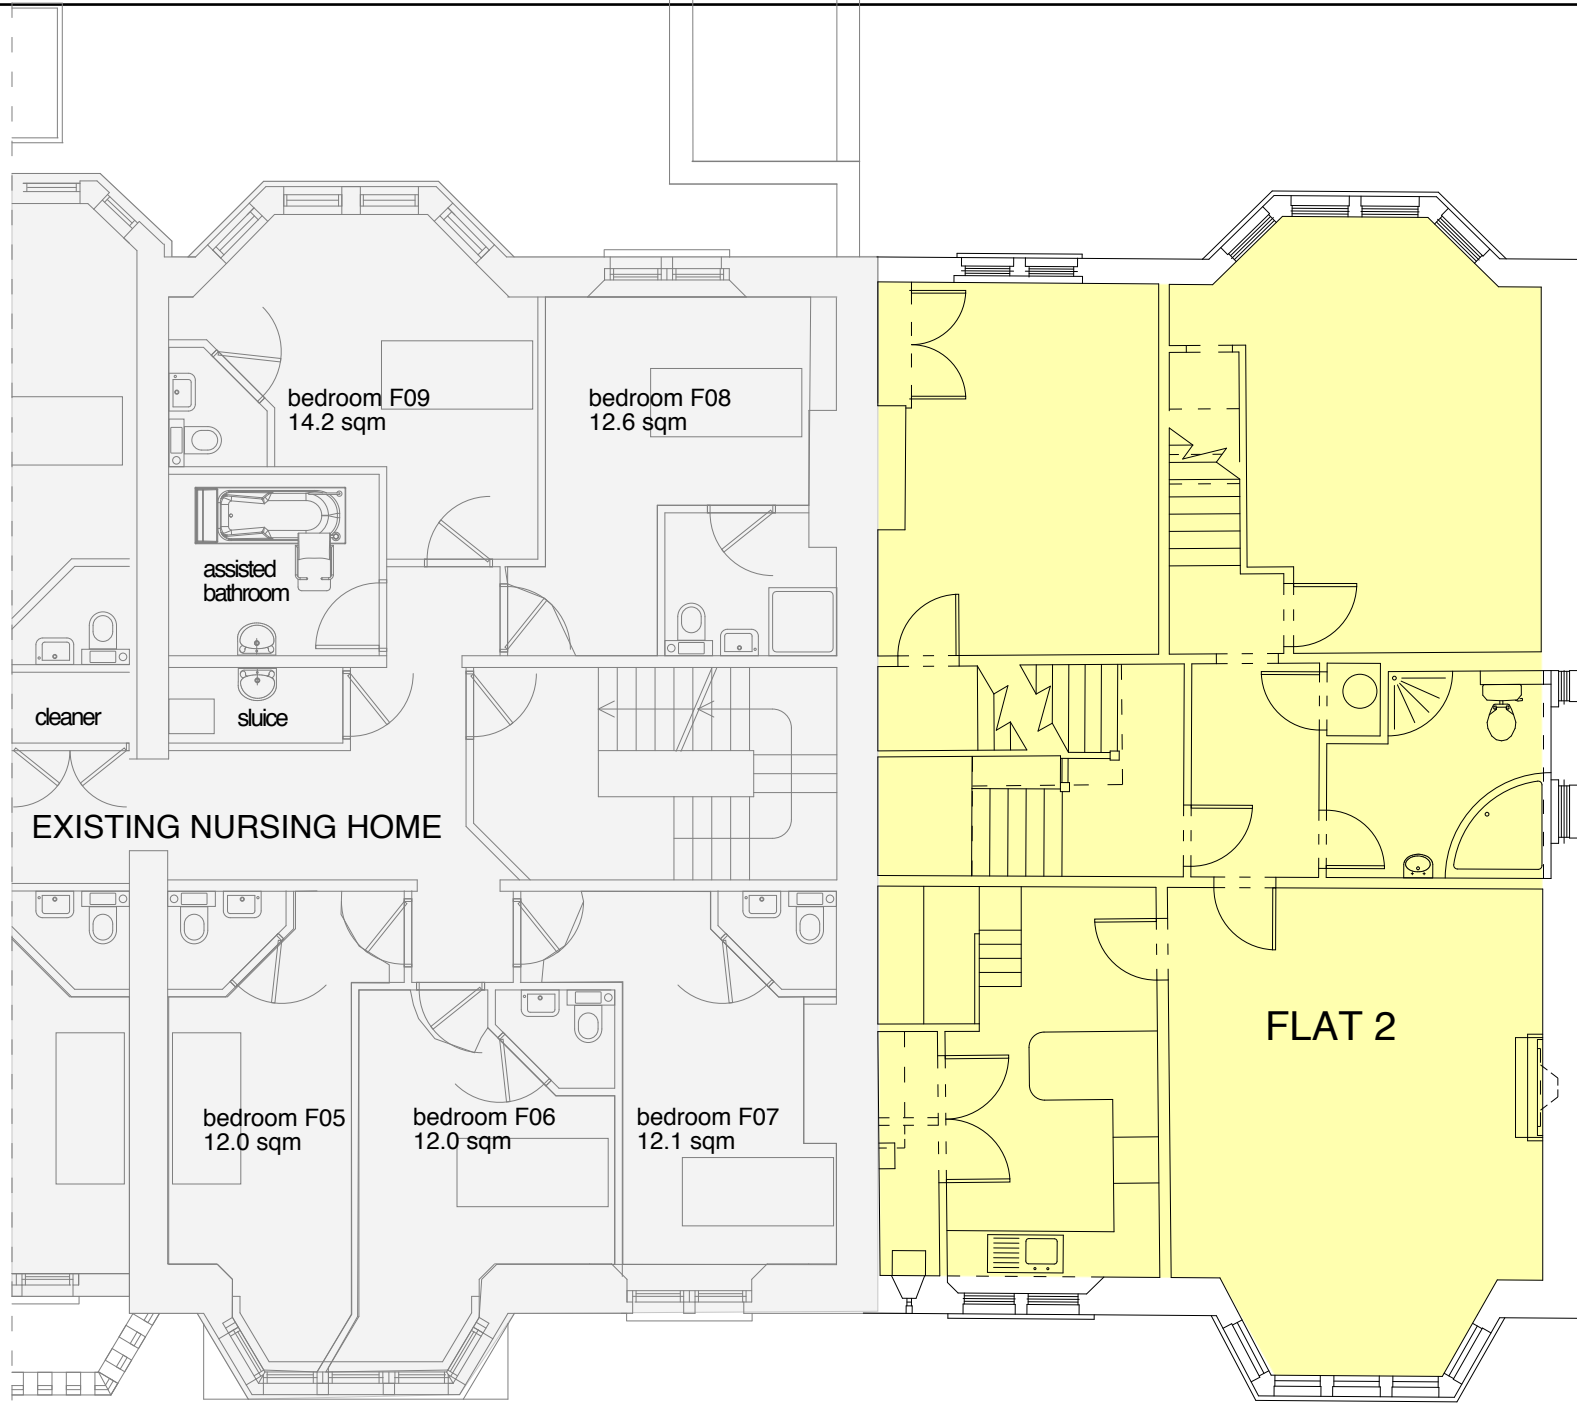 bedroom F09
14.2 sqm
bedroom F08
12.6 sqm
assisted
bathroom
cleaner
sluice
EXISTING NURSING HOME
FLAT 2
bedroom F05
12.0 sqm
bedroom F06
12.0 sqm
bedroom F07
12.1 sqm